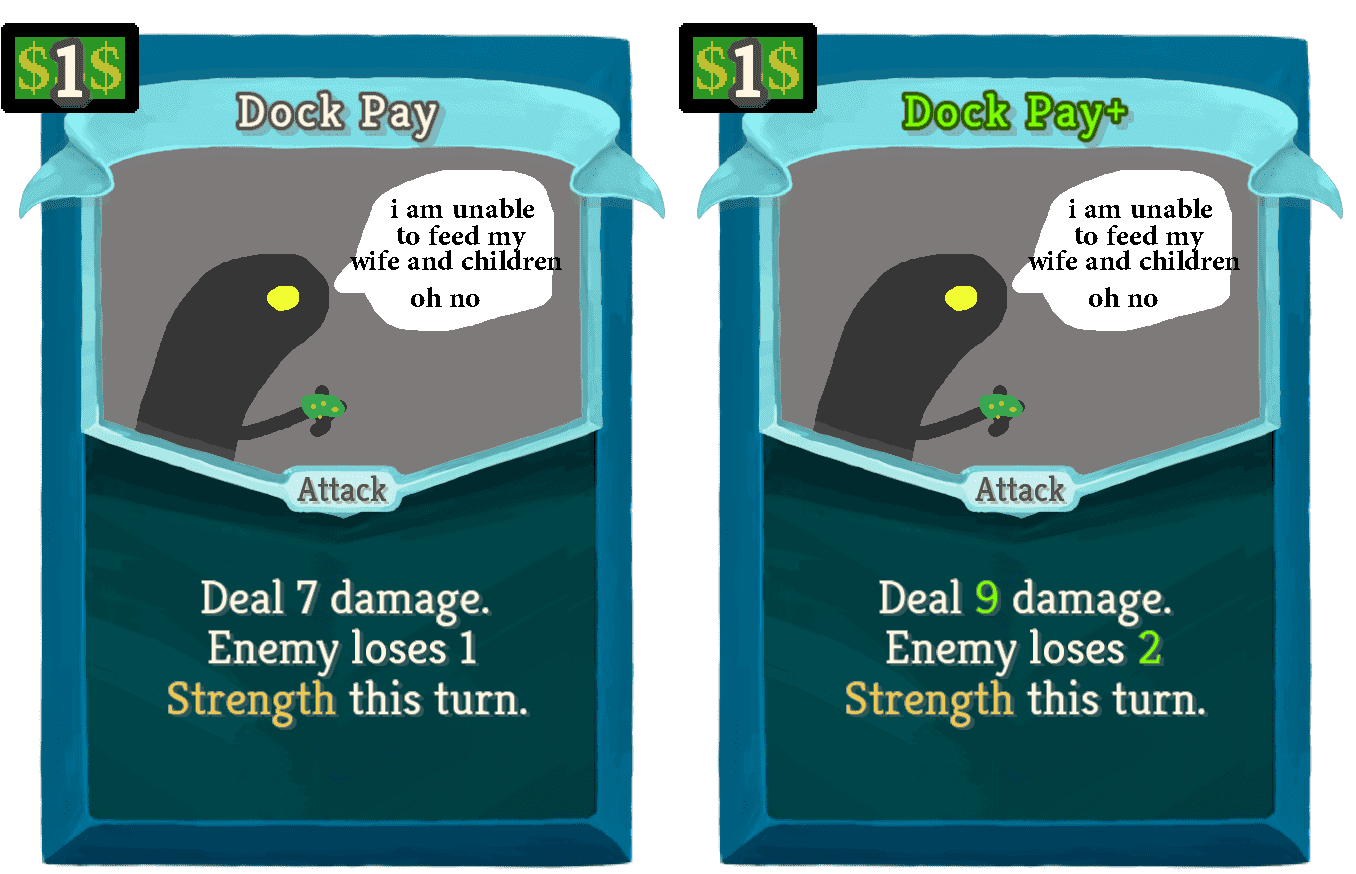 $1$
Dock Pay
i am unable
to feed my
wife and children
oh no
Attack
Deal 7 damage.
Enemy loses 1
Strength this turn.
$1$
Dock Pay+
i am unable
to feed my
wife and children
oh no
Attack
Deal 9 damage.
Enemy loses 2
Strength this turn.